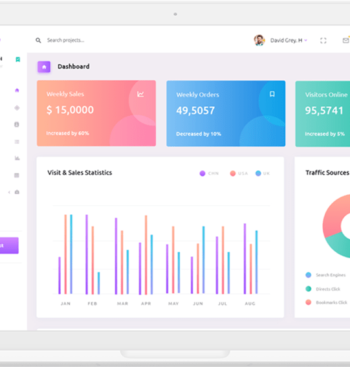 Search projects...
David Grey, H
Dashboard
Weekly Sales
$ 15,0000
Increased by 60%
Weekly Orders
49,5057
Decreased by 10%
Visitors Online
95,5741
Increased by 5%
Visit & Sales Statistics
CHN
USA
UK
JAN FEB MAR APR MAY JUN JUL AUG
Traffic Sources
Search Engines
Direct Click
Bookmarks Click